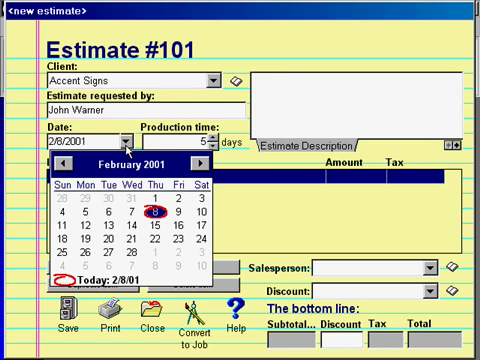 <new estimate>
Estimate #101
Client:
Accent Signs
Estimate requested by:
John Warner
Date:
Production time:
2/8/2001
5
days
Estimate Description
February 2001
Amount
Tax
Sun Mon Tue Wed Thu Fri Sat
28 29 30 31 1 2 3
4 5 6 7 8 9 10
11 12 13 14 15 16 17
18 19 20 21 22 23 24
25 26 27 28 1 2 3
4 5 6 7 8 9 10
Today: 2/8/01
Salesperson:
Discount:
The bottom line:
Save
Print
Close
Convert
to Job
Help
Subtotal...
Discount
Tax
Total